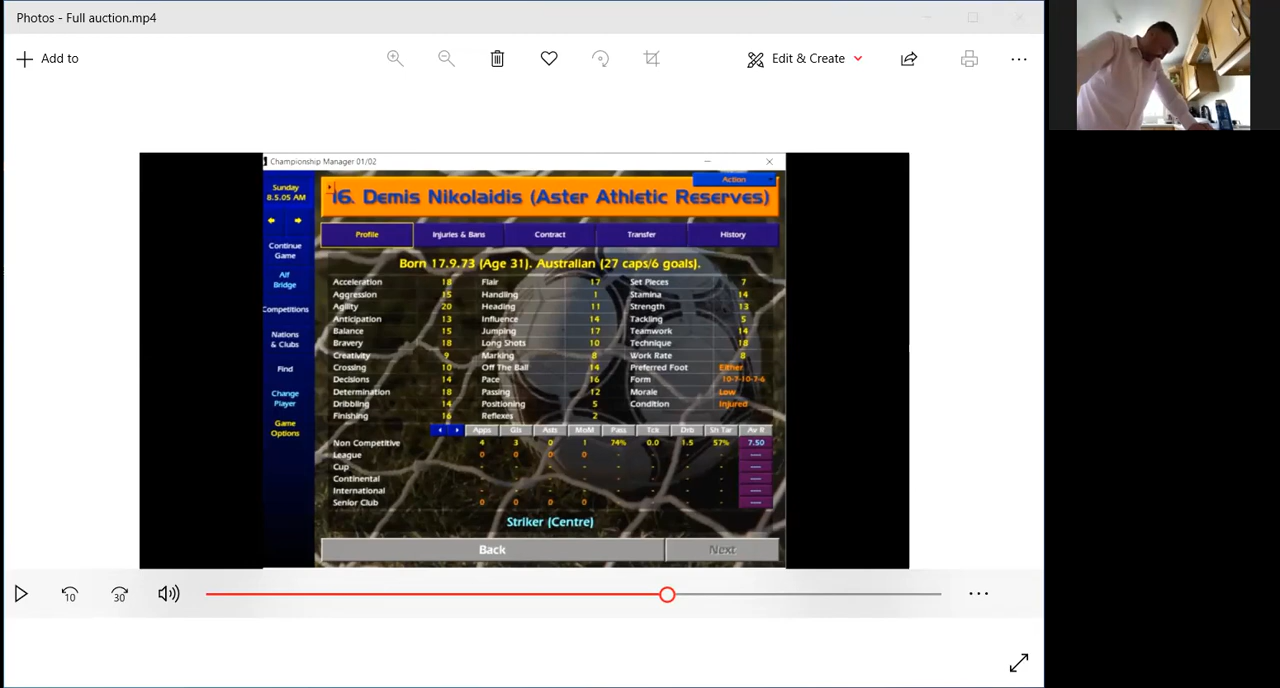 Photos - Full auction.mp4
Add to
Edit & Create
Championship Manager 01/02
Action
Sunday
8.5.05 AM
16. Demis Nikolaidis (Aster Athletic Reserves)
Profile Injuries & Bans Contract Transfer History
Continue
Game
Alf
Bridge
Competitions
Nations
& Clubs
Find
Change
Player
Game
Options
Born 17.9.73 (Age 31). Australian (27 caps/6 goals).
Acceleration 18 Flair 17 Set Pieces 7
Aggression 15 Handling 1 Stamina 14
Agility 20 Heading 11 Strength 13
Anticipation 13 Influence 14 Tackling 5
Balance 15 Jumping 17 Teamwork 14
Bravery 18 Long Shots 10 Technique 18
Creativity 9 Marking 8 Work Rate 8
Crossing 10 Off The Ball 14 Preferred Foot Either
Decisions 14 Pace 16 Form 10-7-10-7-6
Determination 18 Passing 12 Morale Low
Dribbling 14 Positioning 5 Condition Injured
Finishing 16 Reflexes 2
Apps Gls Asts MoM Pass Tck Drb Sh Tar Av R
Non Competitive 4 3 0 1 74% 0.0 1.5 57% 7.50
League 0 0 0 0 - - - - ---
Cup - - - - - - - - ---
Continental - - - - - - - - ---
International - - - - - - - - ---
Senior Club 0 0 0 0 - - - - ---
Striker (Centre)
Back Next
10 30